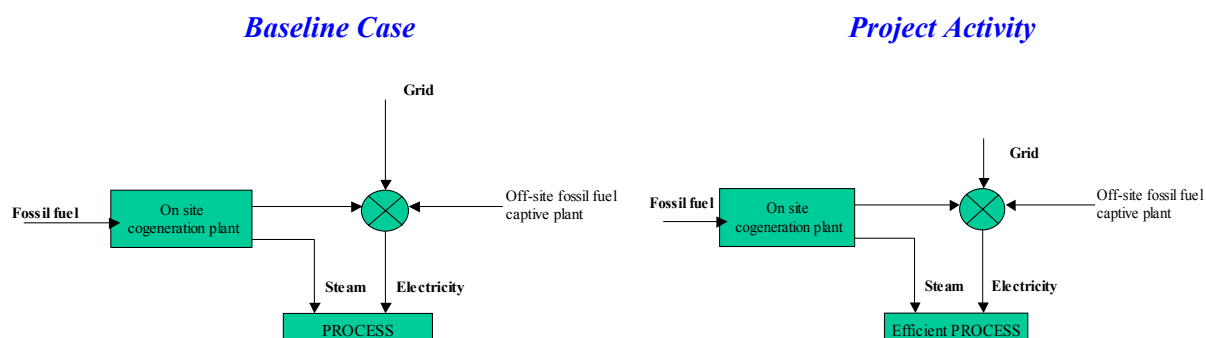 Baseline Case
Grid
Fossil fuel
On site
cogeneration plant
Off-site fossil fuel
captive plant
Steam
Electricity
PROCESS
Project Activity
Grid
Fossil fuel
On site
cogeneration plant
Off-site fossil fuel
captive plant
Steam
Electricity
Efficient PROCESS